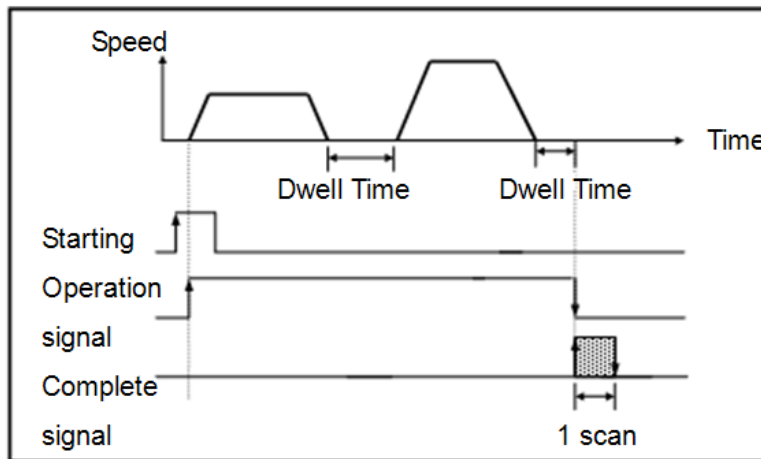 Speed
Time
Dwell Time
Dwell Time
Starting
Operation
signal
Complete
signal
1 scan